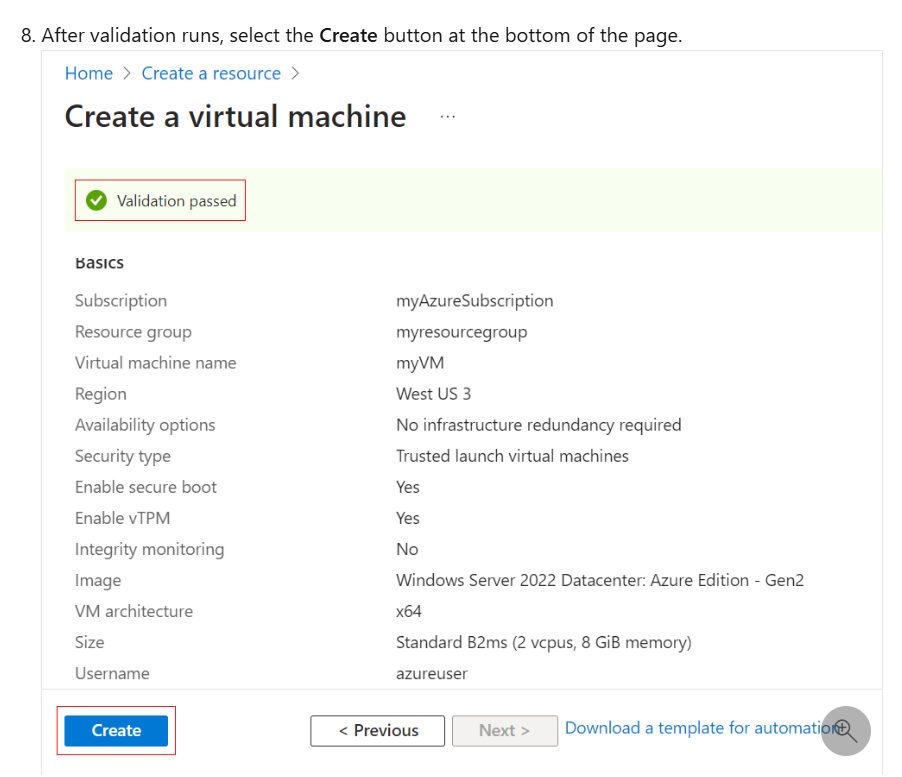 8. After validation runs, select the Create button at the bottom of the page.
Home > Create a resource >
Create a virtual machine ...
Validation passed
Basics
Subscription myAzureSubscription
Resource group myresourcegroup
Virtual machine name myVM
Region West US 3
Availability options No infrastructure redundancy required
Security type Trusted launch virtual machines
Enable secure boot Yes
Enable vTPM Yes
Integrity monitoring No
Image Windows Server 2022 Datacenter: Azure Edition - Gen2
VM architecture x64
Size Standard B2ms (2 vcpus, 8 GiB memory)
Username azureuser
Create < Previous Next > Download a template for automation